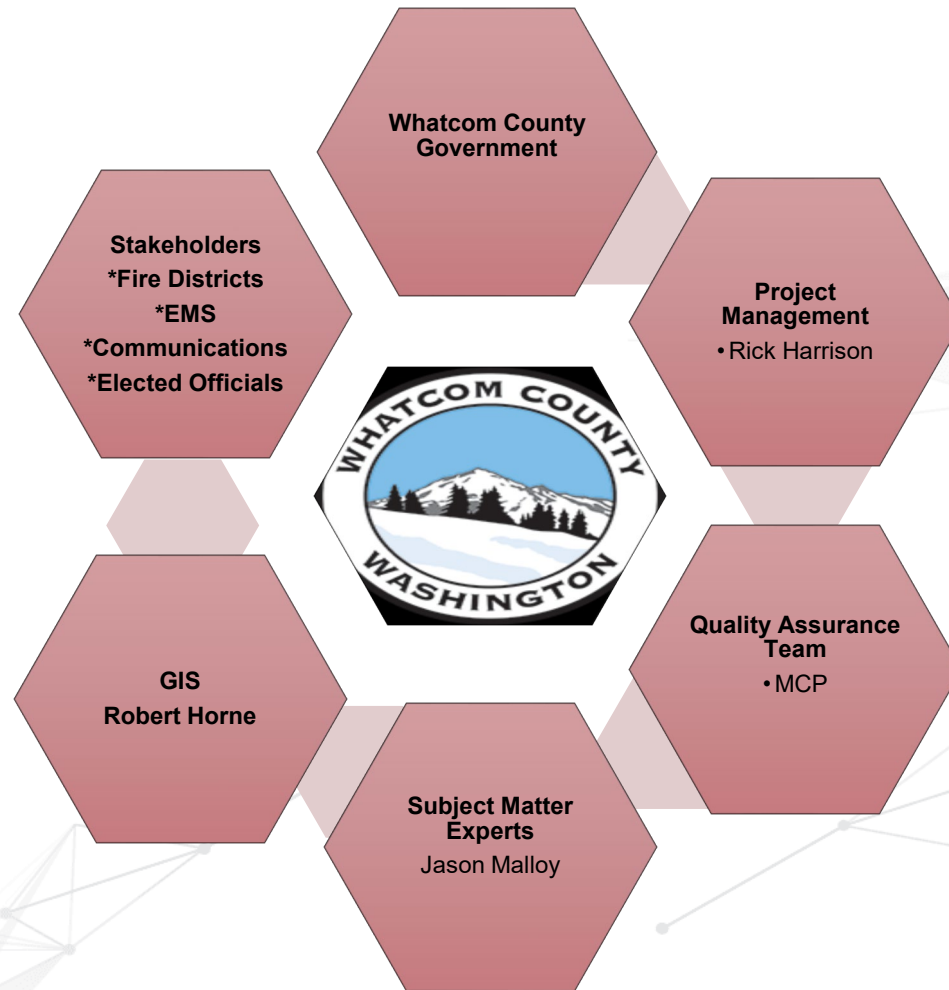 Whatcom County
Government
Stakeholders
*Fire Districts
*EMS
*Communications
*Elected Officials
Project
Management
• Rick Harrison
WHATCOM COUNTY
WASHINGTON
Quality Assurance
Team
• MCP
GIS
Robert Horne
Subject Matter
Experts
Jason Malloy